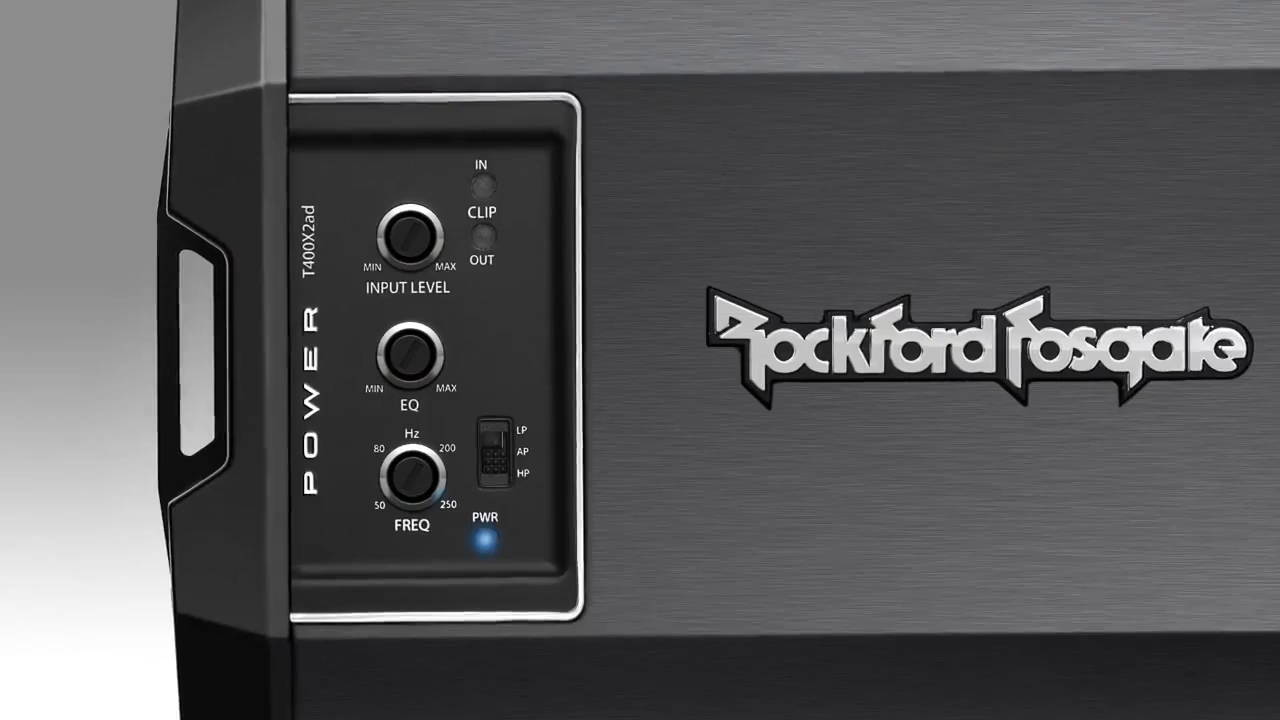 POWER T400X2ad
IN
CLIP
OUT
MIN MAX
INPUT LEVEL
MIN MAX
EQ
Hz
80 200
50 250
FREQ
LP
AP
HP
PWR
Rockford Fosgate